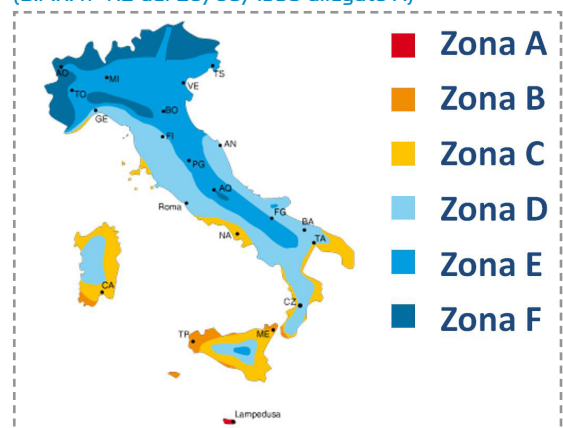 Zona A
Zona B
Zona C
Zona D
Zona E
Zona F
AO
MI
TS
TO
VE
GE
BO
FI
AN
PG
AQ
Roma
FG
BA
NA
TA
CA
CZ
TP
ME
Lampedusa